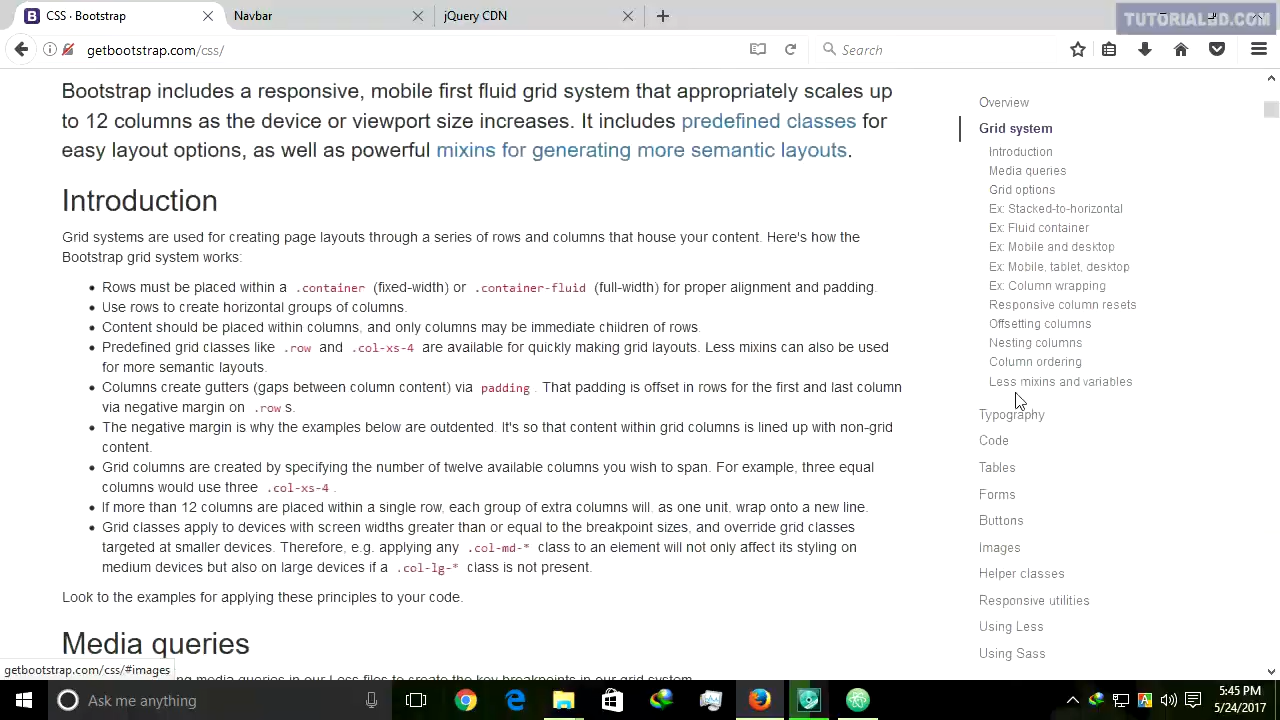 CSS · Bootstrap
Navbar
jQuery CDN
TUTORIALBD.COM
getbootstrap.com/css/
Search
Bootstrap includes a responsive, mobile first fluid grid system that appropriately scales up
to 12 columns as the device or viewport size increases. It includes predefined classes for
easy layout options, as well as powerful mixins for generating more semantic layouts.
Introduction
Grid systems are used for creating page layouts through a series of rows and columns that house your content. Here's how the
Bootstrap grid system works:
Rows must be placed within a .container (fixed-width) or .container-fluid (full-width) for proper alignment and padding.
Use rows to create horizontal groups of columns.
Content should be placed within columns, and only columns may be immediate children of rows.
Predefined grid classes like .row and .col-xs-4 are available for quickly making grid layouts. Less mixins can also be used
for more semantic layouts.
Columns create gutters (gaps between column content) via padding. That padding is offset in rows for the first and last column
via negative margin on .row s.
The negative margin is why the examples below are outdented. It's so that content within grid columns is lined up with non-grid
content.
Grid columns are created by specifying the number of twelve available columns you wish to span. For example, three equal
columns would use three .col-xs-4.
If more than 12 columns are placed within a single row, each group of extra columns will, as one unit, wrap onto a new line.
Grid classes apply to devices with screen widths greater than or equal to the breakpoint sizes, and override grid classes
targeted at smaller devices. Therefore, e.g. applying any .col-md-* class to an element will not only affect its styling on
medium devices but also on large devices if a .col-lg-* class is not present.
Look to the examples for applying these principles to your code.
Media queries
media queries in our Less files to create the key breakpoints in our grid system.
getbootstrap.com/css/#images
Overview
Grid system
Introduction
Media queries
Grid options
Ex: Stacked-to-horizontal
Ex: Fluid container
Ex: Mobile and desktop
Ex: Mobile, tablet, desktop
Ex: Column wrapping
Responsive column resets
Offsetting columns
Nesting columns
Column ordering
Less mixins and variables
Typography
Code
Tables
Forms
Buttons
Images
Helper classes
Responsive utilities
Using Less
Using Sass
Ask me anything
5:45 PM
5/24/2017